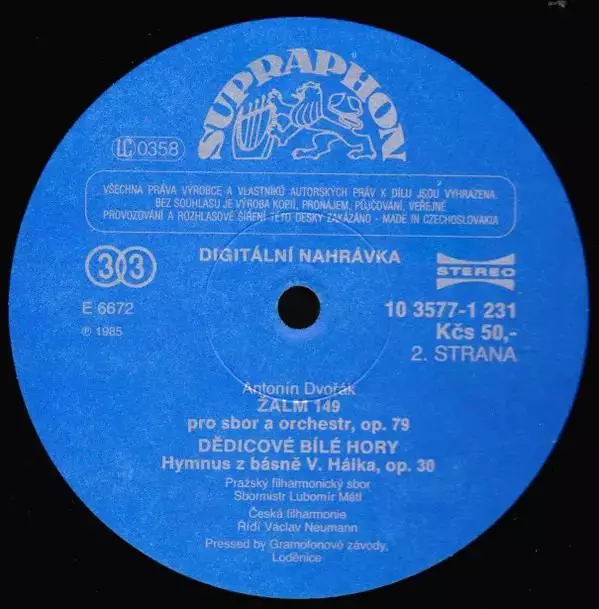 SUPRAPHON
LC 0358
VŠECHNA PRÁVA VÝROBCE A VLASTNÍKŮ AUTORSKÝCH PRÁV K DÍLU JSOU VYHRAZENA.
BEZ SOUHLASU JE VÝROBA KOPIÍ, PRONÁJEM, PŮJČOVÁNÍ, VEŘEJNÉ
PROVOZOVÁNÍ A ROZHLASOVÉ ŠÍŘENÍ TÉTO DESKY ZAKÁZÁNO - MADE IN CZECHOSLOVAKIA
DIGITÁLNÍ NAHRÁVKA
33
STEREO
E 6672
10 3577-1 231
℗ 1985
Kčs 50,-
2. STRANA
Antonín Dvořák
ŽALM 149
pro sbor a orchestr, op. 79
DĚDICOVÉ BÍLÉ HORY
Hymnus z básně V. Hálka, op. 30
Pražský filharmonický sbor
Sbormistr Lubomír Mátl
Česká filharmonie
Řídí Václav Neumann
Pressed by Gramofonové závody,
Loděnice